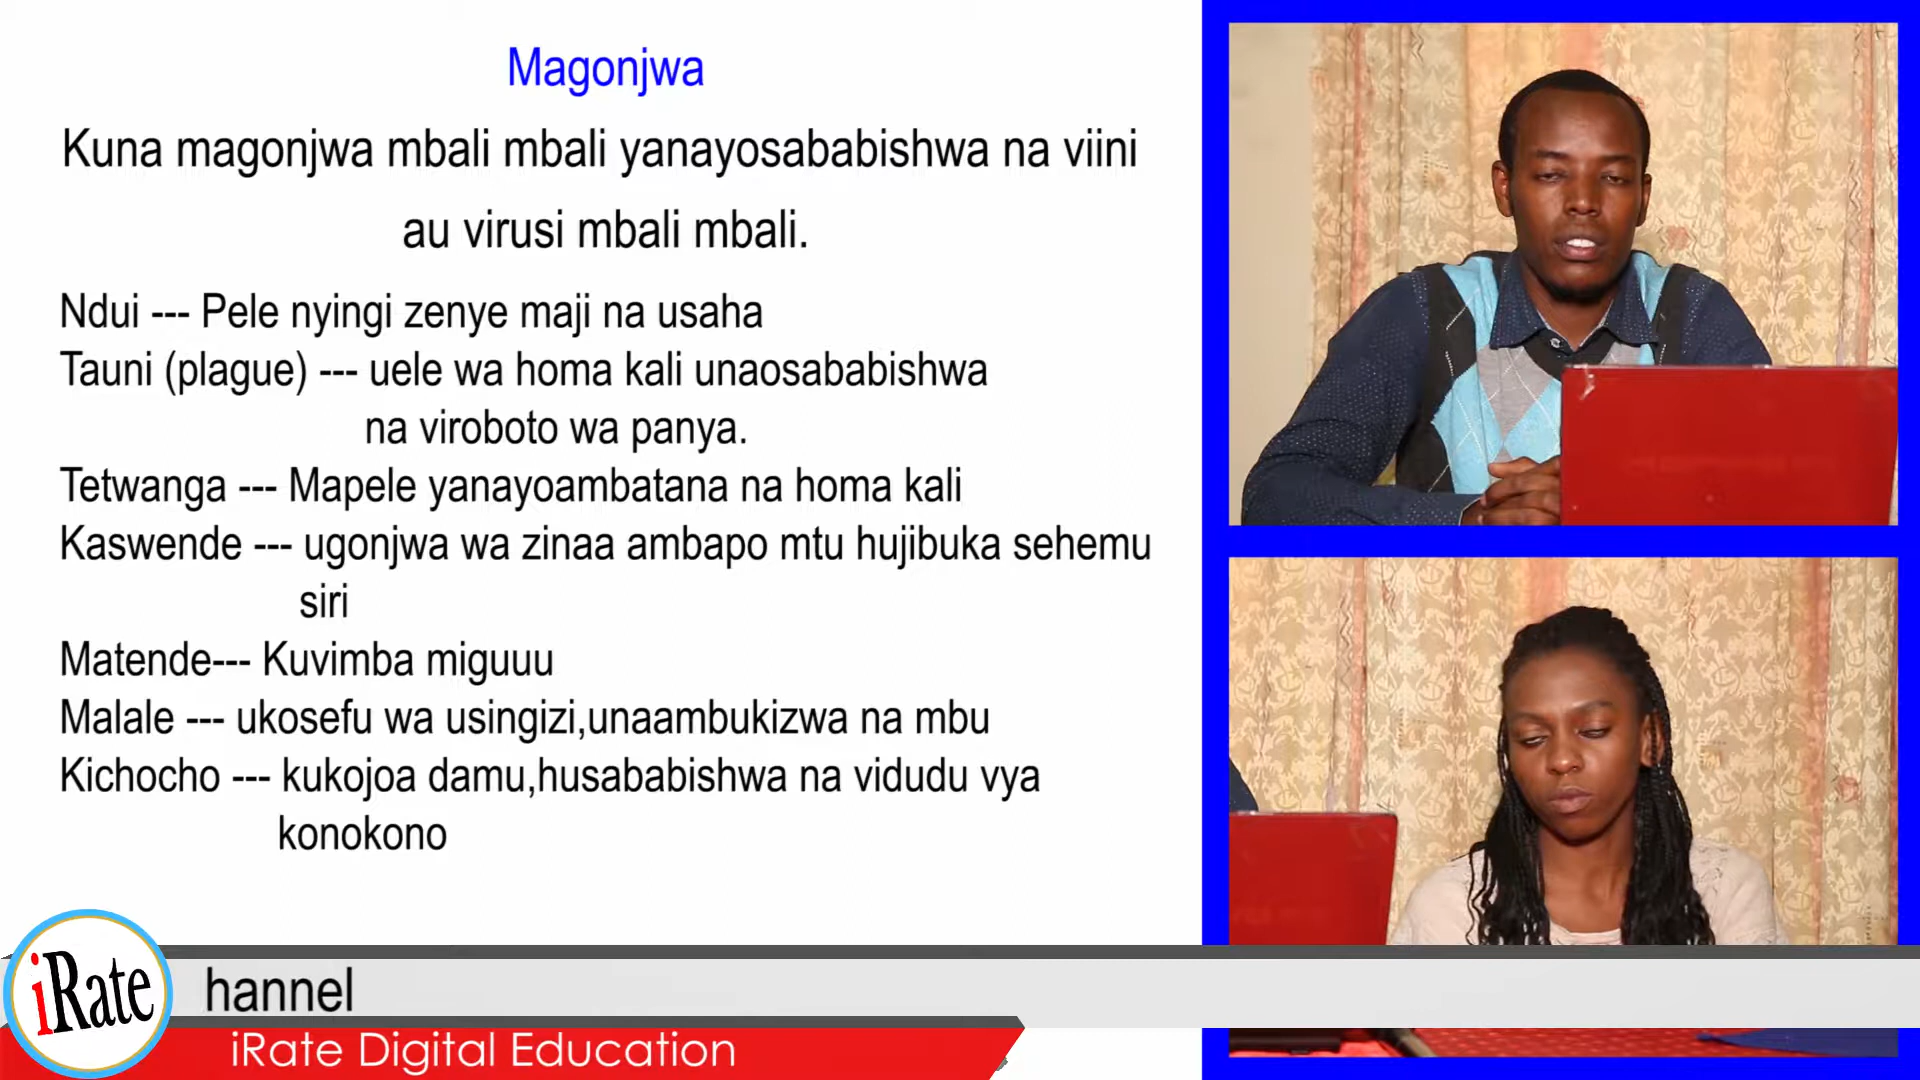 Magonjwa
Kuna magonjwa mbali mbali yanayosababishwa na viini
au virusi mbali mbali.
Ndui --- Pele nyingi zenye maji na usaha
Tauni (plague) --- uele wa homa kali unaosababishwa
na viroboto wa panya.
Tetwanga --- Mapele yanayoambatana na homa kali
Kaswende --- ugonjwa wa zinaa ambapo mtu hujibuka sehemu
siri
Matende--- Kuvimba miguuu
Malale --- ukosefu wa usingizi,unaambukizwa na mbu
Kichocho --- kukojoa damu,husababishwa na vidudu vya
konokono
iRate
hannel
iRate Digital Education